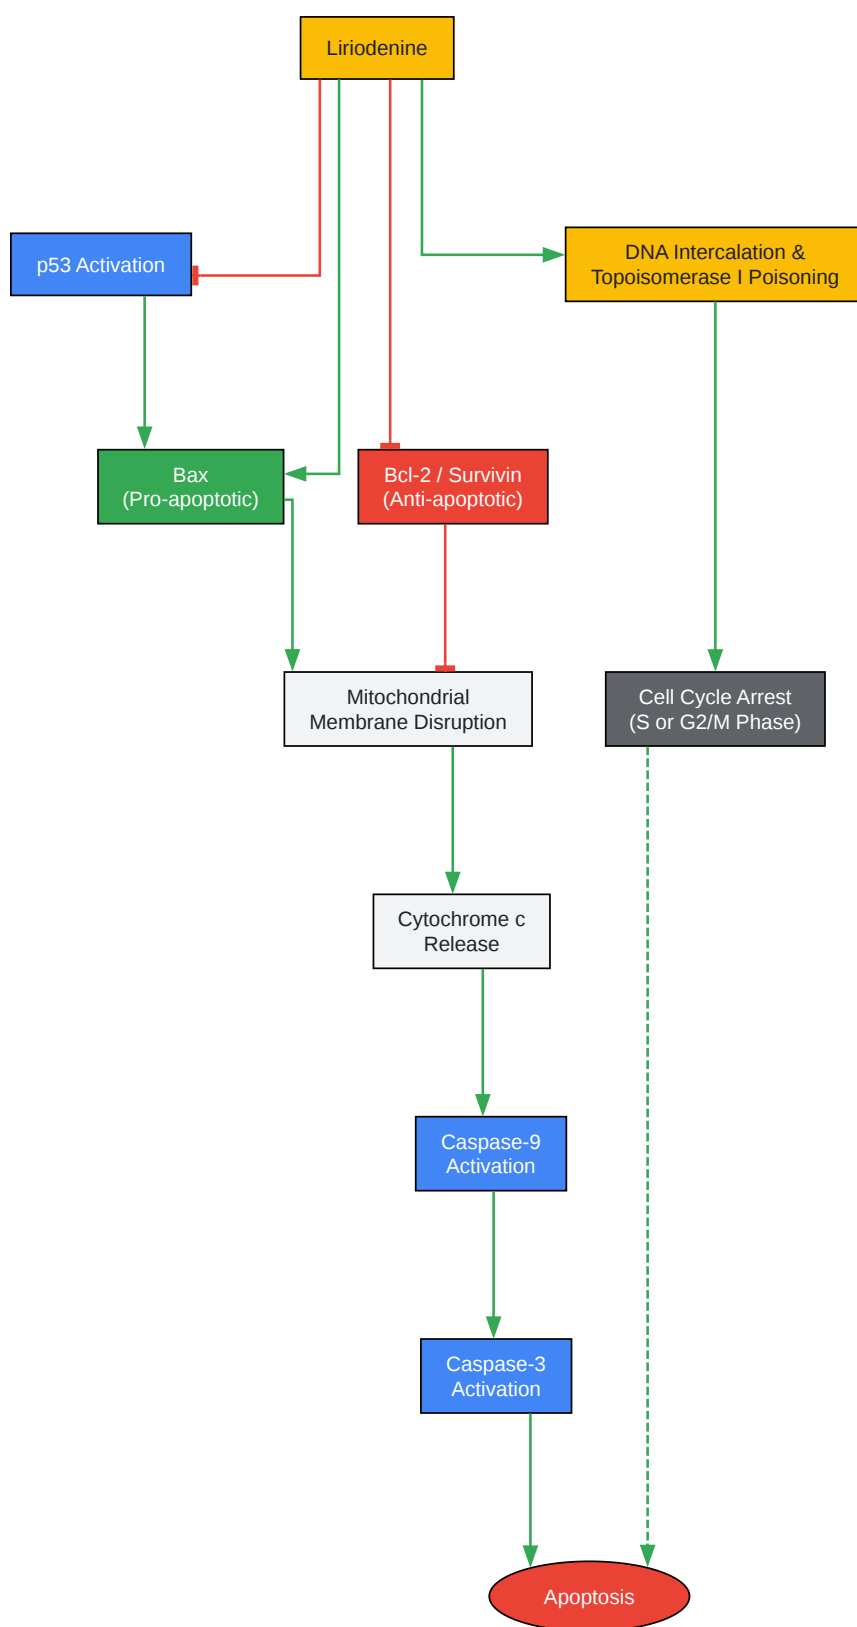 Liriodenine
p53 Activation
DNA Intercalation &
Topoisomerase I Poisoning
Bax
(Pro-apoptotic)
Bcl-2 / Survivin
(Anti-apoptotic)
Mitochondrial
Membrane Disruption
Cell Cycle Arrest
(S or G2/M Phase)
Cytochrome c
Release
Caspase-9
Activation
Caspase-3
Activation
Apoptosis